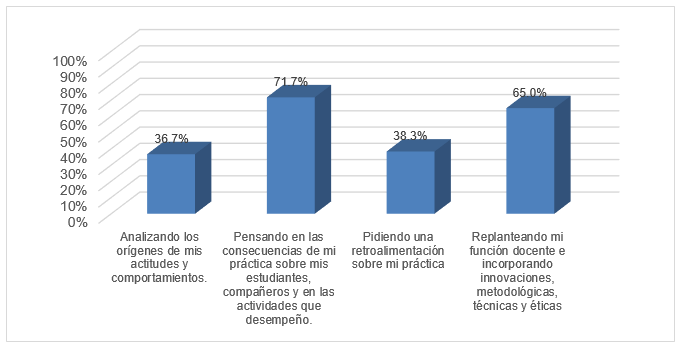 100%
90%
80%
70%
60%
50%
40%
30%
20%
10%
0%
36.7%
71.7%
38.3%
65.0%
Analizando los
orígenes de mis
actitudes y
comportamientos.
Pensando en las
consecuencias de mi
práctica sobre mis
estudiantes,
compañeros y en las
actividades que
desempeño.
Pidiendo una
retroalimentación
sobre mi práctica
Replanteando mi
función docente e
incorporando
innovaciones,
metodológicas,
técnicas y éticas